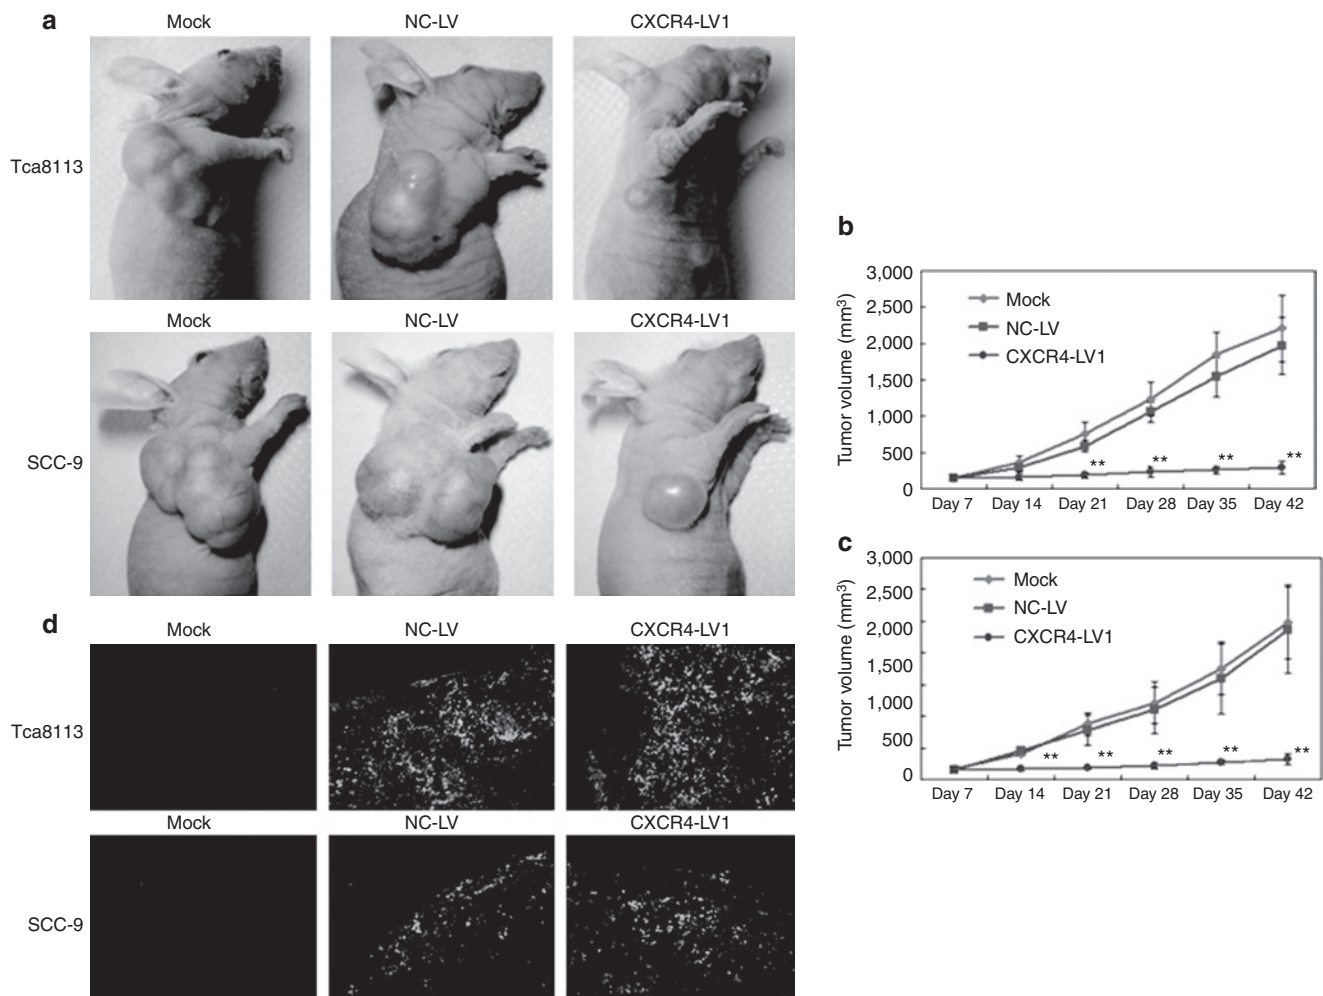 a
Mock NC-LV CXCR4-LV1
Tca8113
Mock NC-LV CXCR4-LV1
SCC-9
b
3,000
2,500
2,000
1,500
1,000
500
0
Tumor volume (mm³)
Mock
NC-LV
CXCR4-LV1
** ** ** **
Day 7 Day 14 Day 21 Day 28 Day 35 Day 42
c
3,000
2,500
2,000
1,500
1,000
500
0
Tumor volume (mm³)
Mock
NC-LV
CXCR4-LV1
** ** ** ** **
Day 7 Day 14 Day 21 Day 28 Day 35 Day 42
d
Mock NC-LV CXCR4-LV1
Tca8113
Mock NC-LV CXCR4-LV1
SCC-9